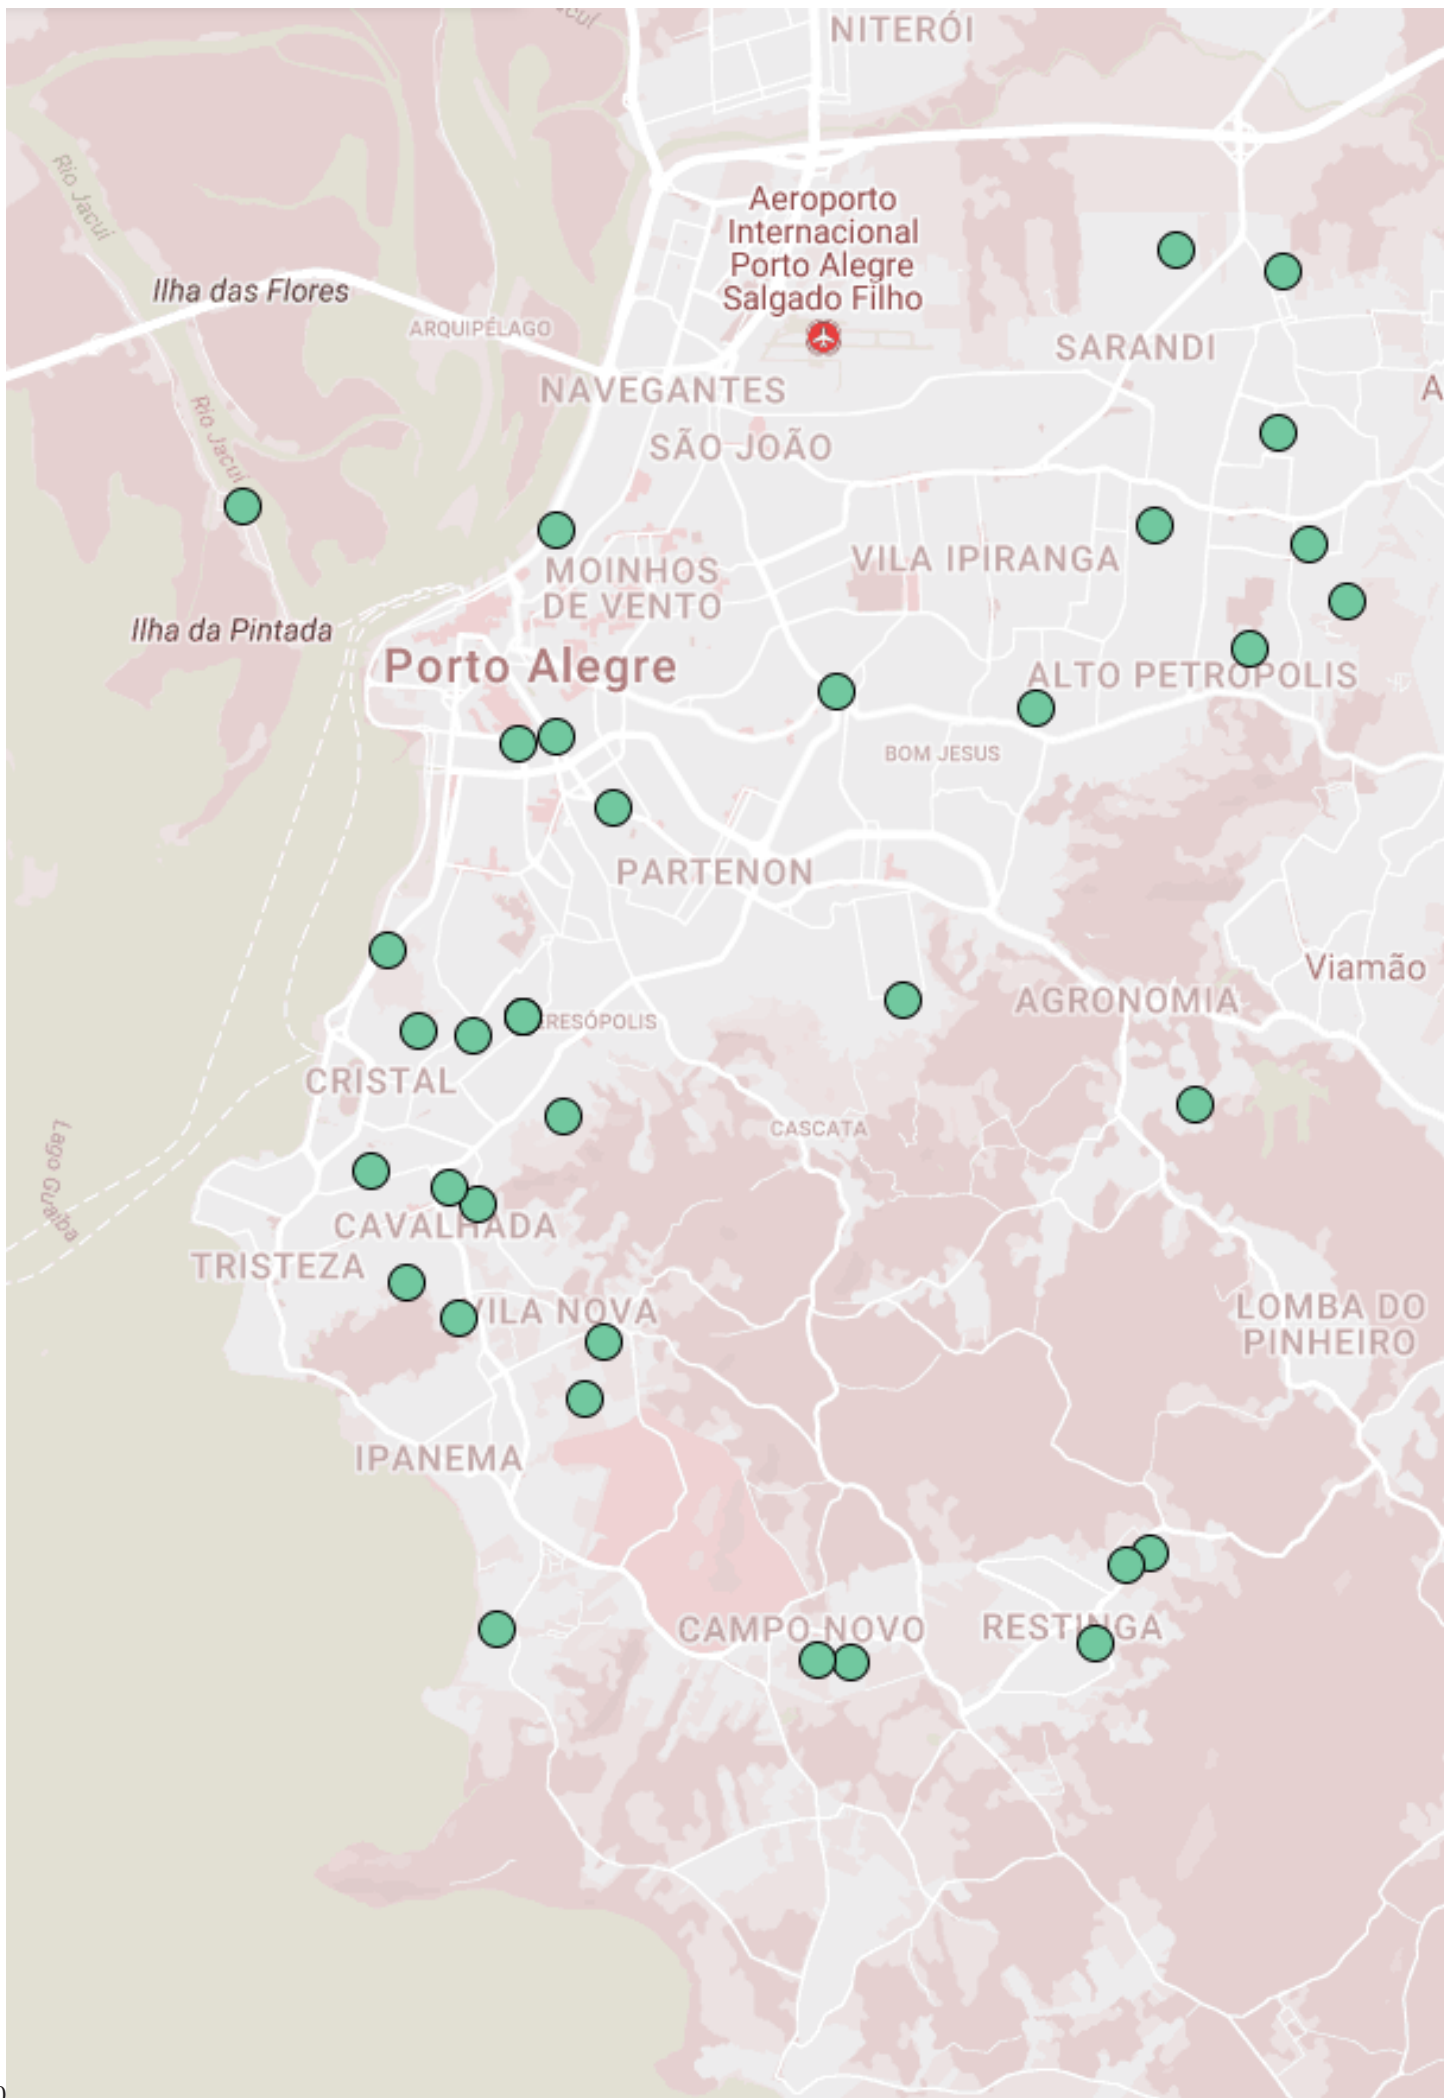 Jacuí
NITERÓI
Rio Jacuí
Aeroporto
Internacional
Porto Alegre
Salgado Filho
Ilha das Flores
ARQUIPÉLAGO
SARANDI
NAVEGANTES
A
Rio Jacuí
SÃO JOÃO
VILA IPIRANGA
MOINHOS
DE VENTO
Ilha da Pintada
Porto Alegre
ALTO PETRÓPOLIS
BOM JESUS
PARTENON
Viamão
AGRONOMIA
ERESÓPOLIS
CRISTAL
CASCATA
Lago Guaíba
CAVALHADA
TRISTEZA
VILA NOVA
LOMBA DO
PINHEIRO
IPANEMA
CAMPO NOVO
RESTINGA